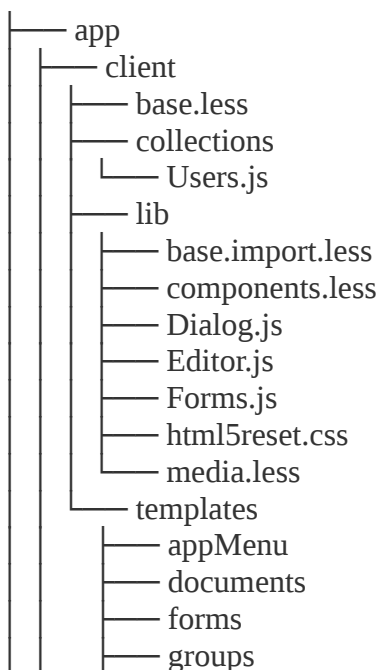 app
client
base.less
collections
Users.js
lib
base.import.less
components.less
Dialog.js
Editor.js
Forms.js
html5reset.css
media.less
templates
appMenu
documents
forms
groups